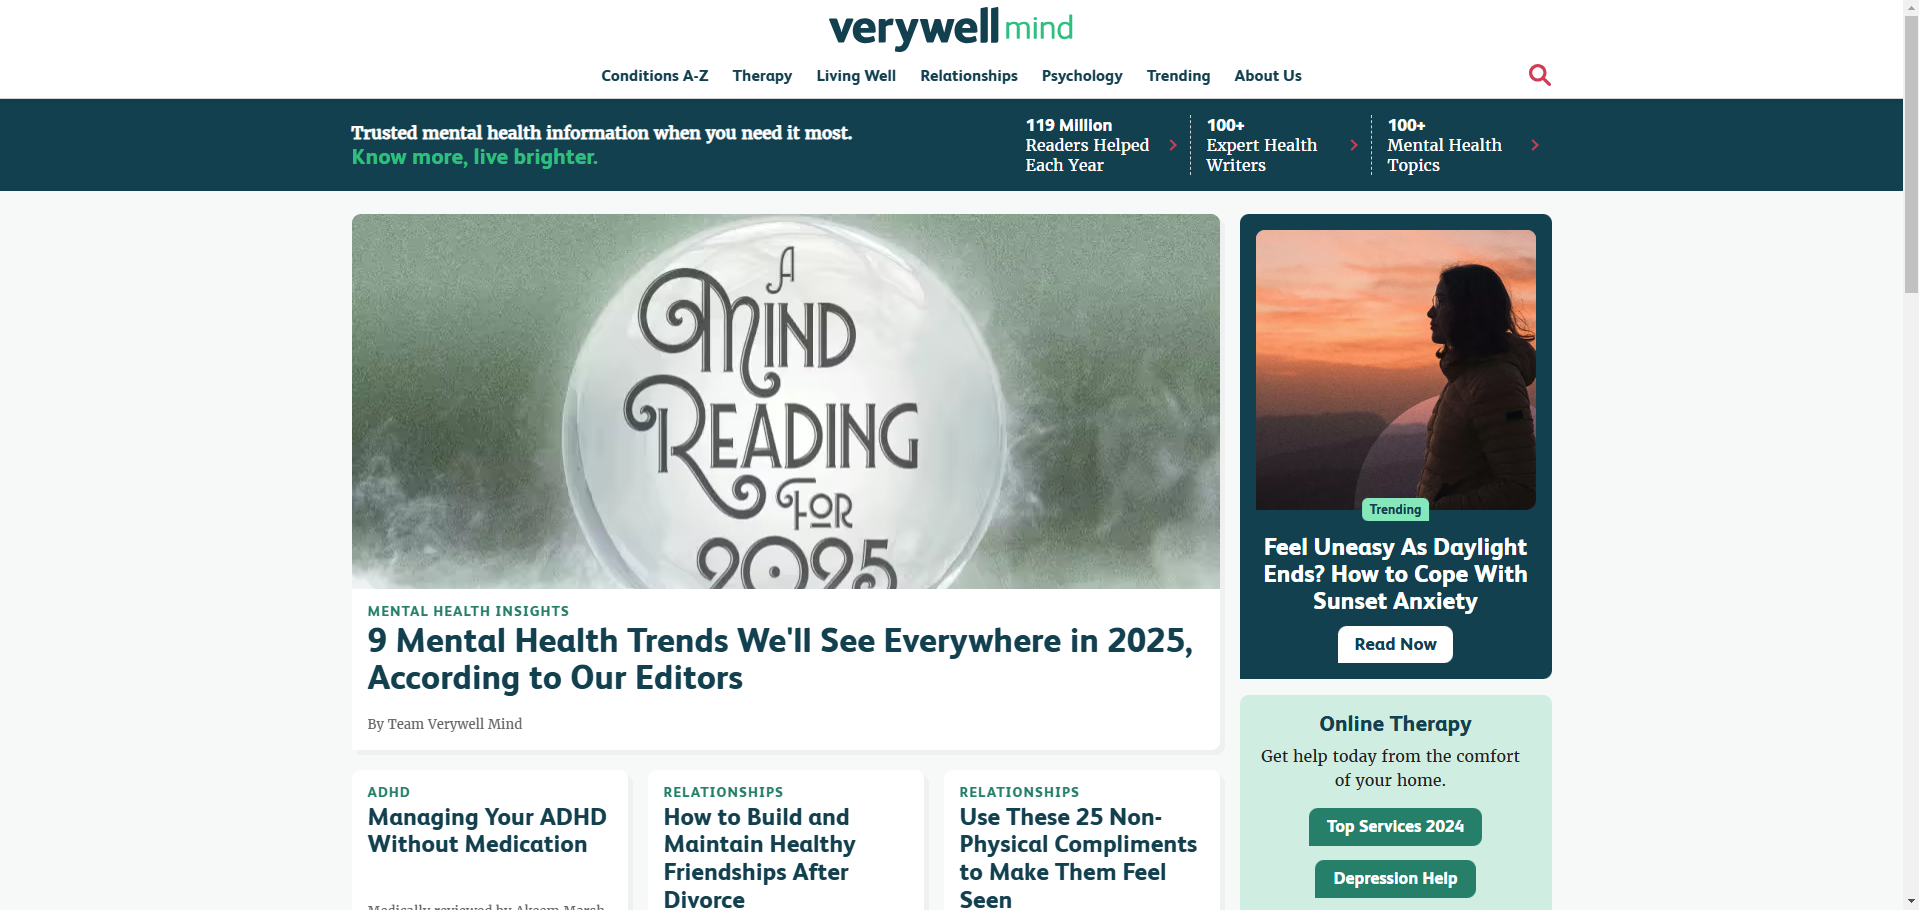 verywell mind
Conditions A-Z Therapy Living Well Relationships Psychology Trending About Us
Trusted mental health information when you need it most.
Know more, live brighter.
119 Million
Readers Helped
Each Year
100+
Expert Health
Writers
100+
Mental Health
Topics
A
MIND
READING
FOR
2025
MENTAL HEALTH INSIGHTS
9 Mental Health Trends We'll See Everywhere in 2025,
According to Our Editors
By Team Verywell Mind
Trending
Feel Uneasy As Daylight
Ends? How to Cope With
Sunset Anxiety
Read Now
Online Therapy
Get help today from the comfort
of your home.
Top Services 2024
Depression Help
ADHD
Managing Your ADHD
Without Medication
Medically reviewed by Akeem Marsh,
RELATIONSHIPS
How to Build and
Maintain Healthy
Friendships After
Divorce
RELATIONSHIPS
Use These 25 Non-
Physical Compliments
to Make Them Feel
Seen